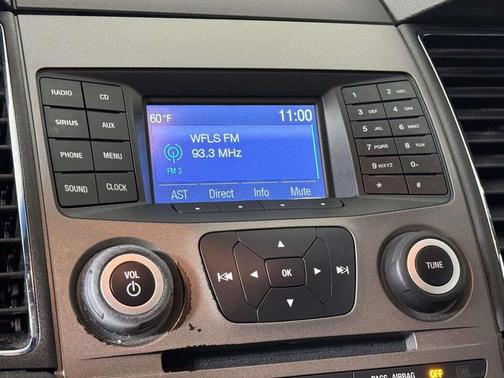 RADIO CD
SIRIUS AUX
PHONE MENU
SOUND CLOCK
60°F 11:00
WFLS FM
93.3 MHz
FM 3
AST Direct Info Mute
1 2 ABC
3 DEF 4 GHI
5 JKL 6 MNO
7 PQRS 8 TUV
9 WXYZ 0
* #
VOL
OK
TUNE
PASS AIRBAG OFF